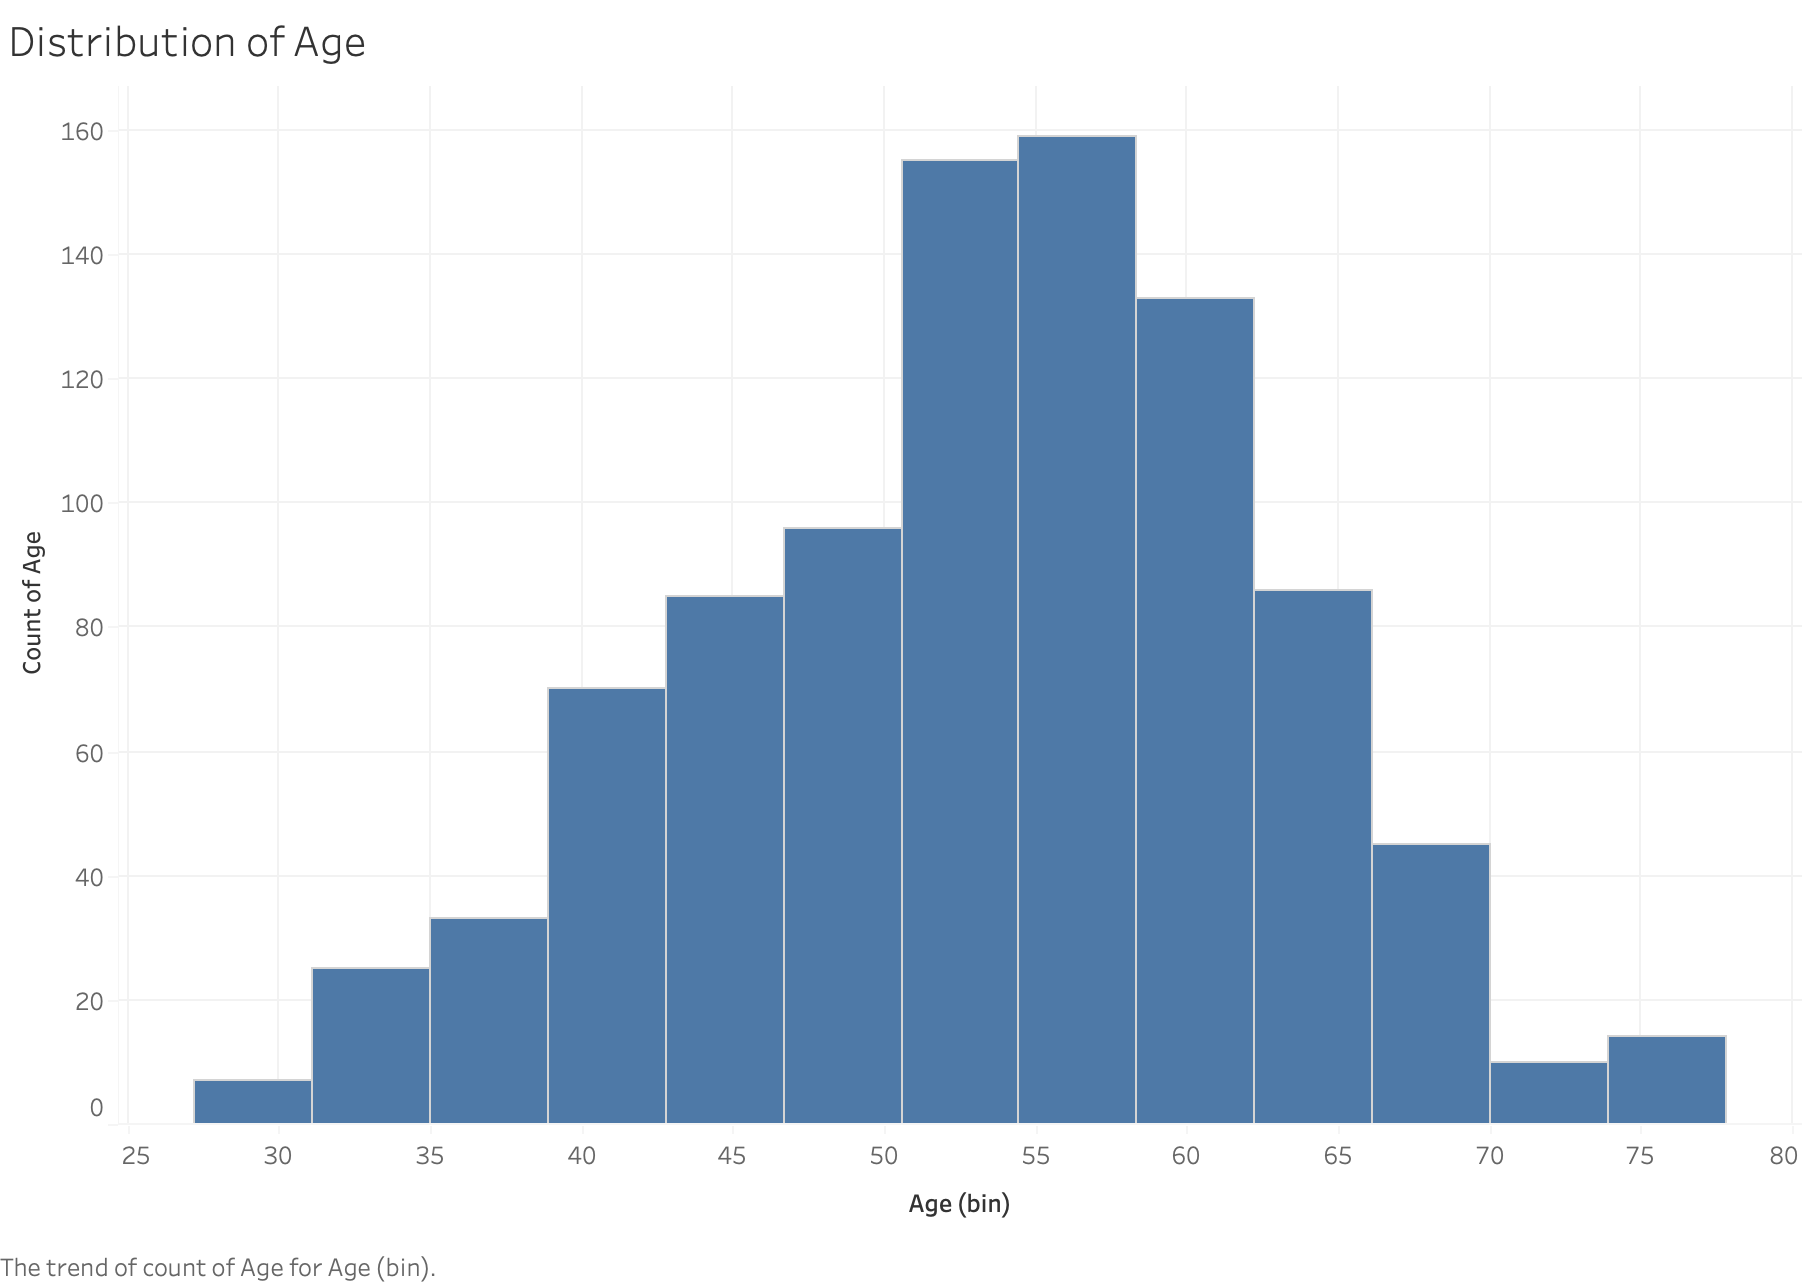 Distribution of Age
160
140
120
100
80
60
40
20
0
Count of Age
25 30 35 40 45 50 55 60 65 70 75 80
Age (bin)
The trend of count of Age for Age (bin).